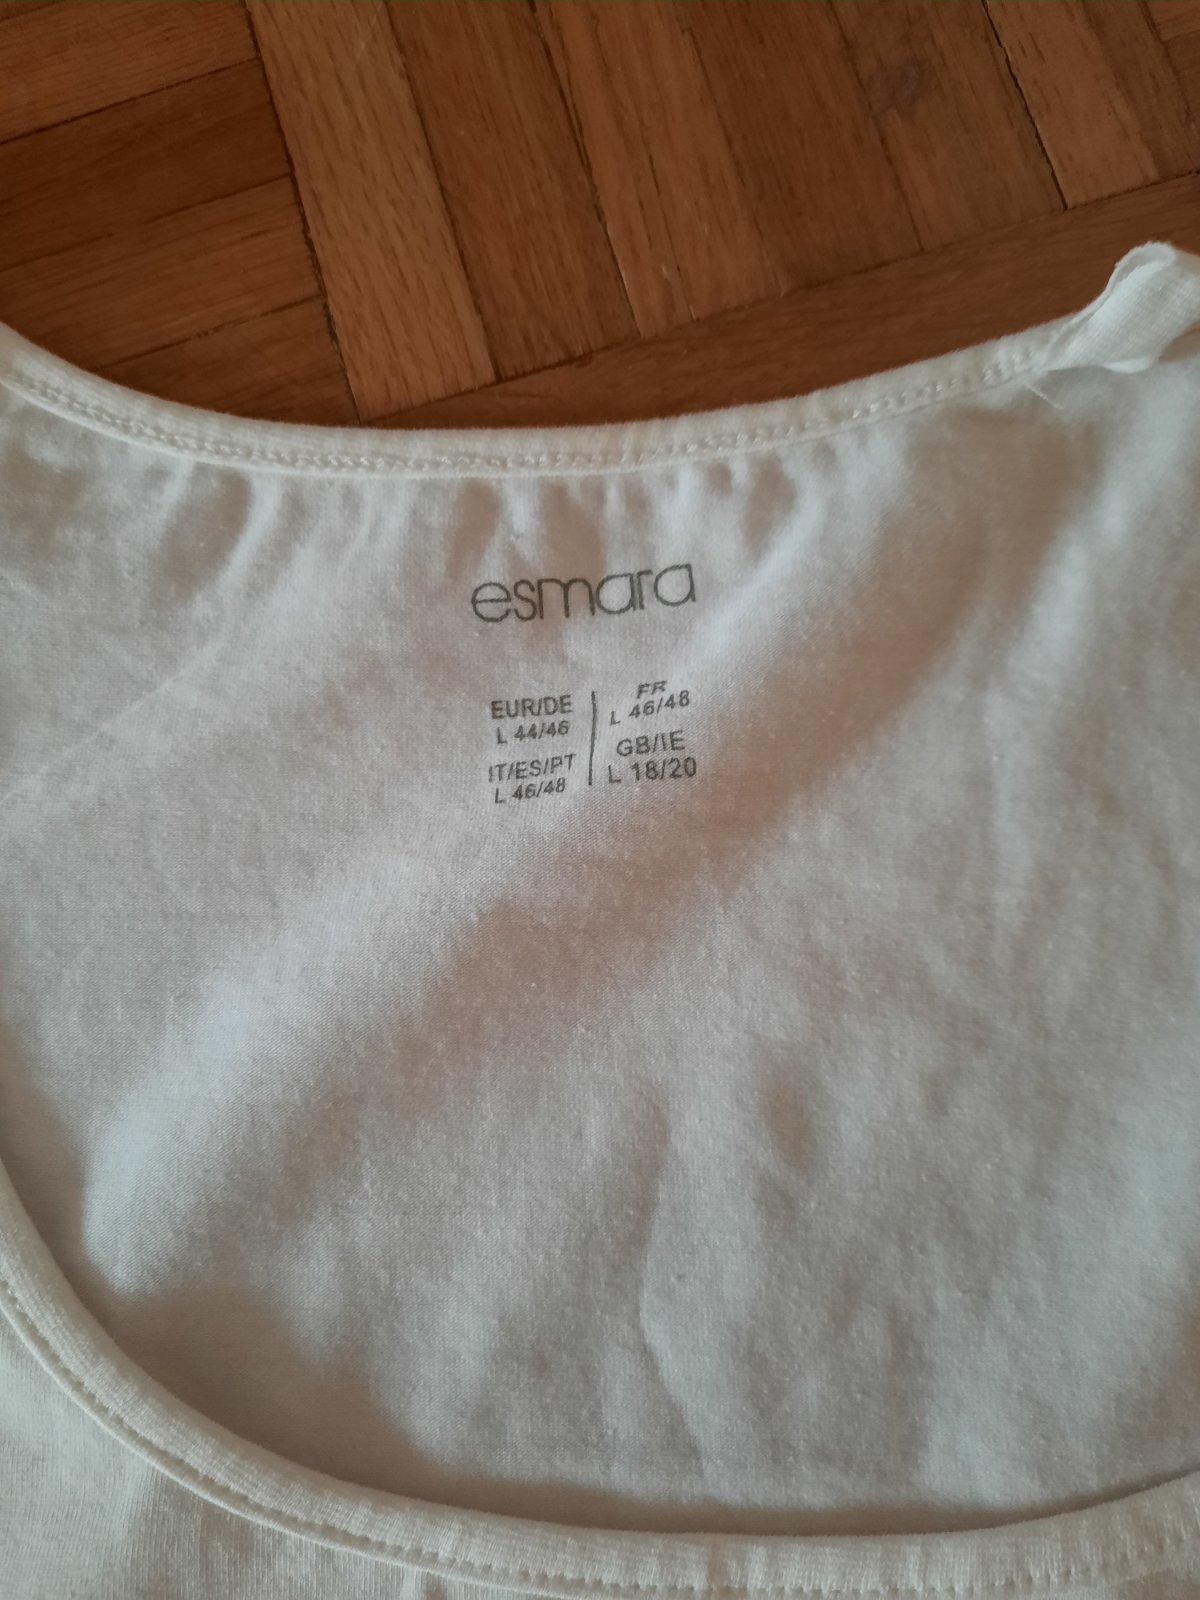 esmara
EUR/DE
L 44/46
IT/ES/PT
L 46/48
FR
L 46/48
GB/IE
L 18/20